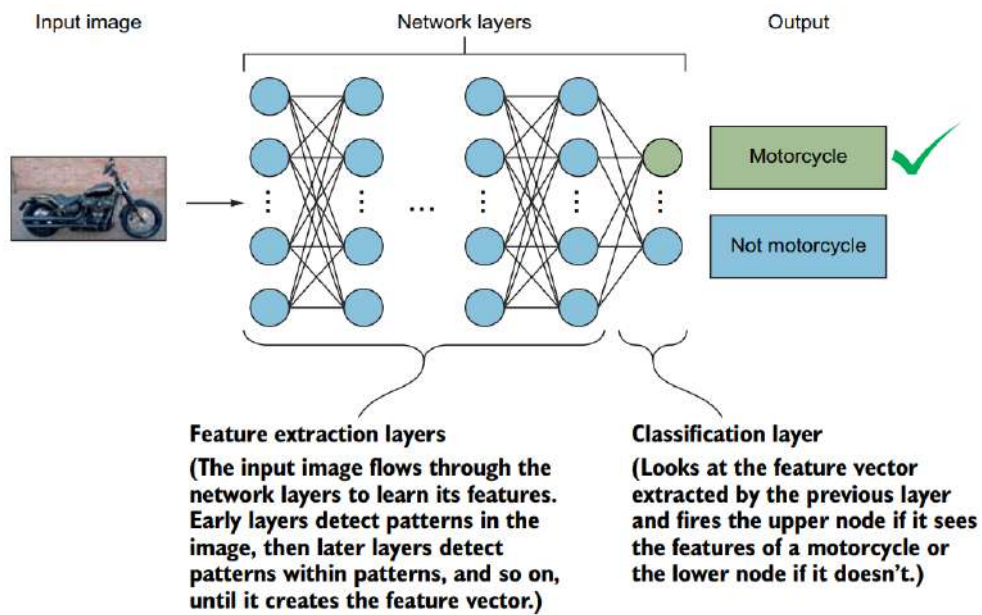 Input image
Network layers
Output
...
Motorcycle
Not motorcycle
Feature extraction layers
(The input image flows through the
network layers to learn its features.
Early layers detect patterns in the
image, then later layers detect
patterns within patterns, and so on,
until it creates the feature vector.)
Classification layer
(Looks at the feature vector
extracted by the previous layer
and fires the upper node if it sees
the features of a motorcycle or
the lower node if it doesn't.)